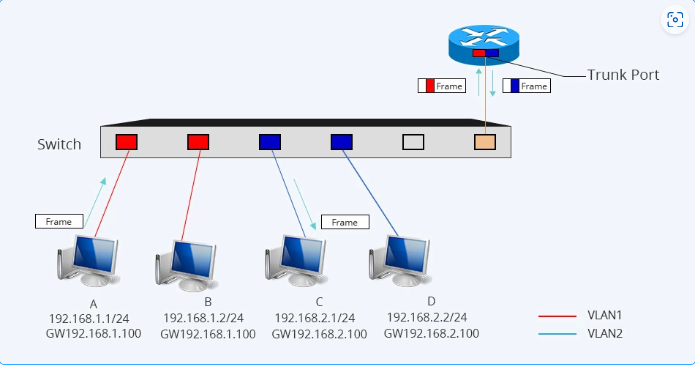 Frame
Frame
Trunk Port
Switch
Frame
Frame
A
192.168.1.1/24
GW192.168.1.100
B
192.168.1.2/24
GW192.168.1.100
C
192.168.2.1/24
GW192.168.2.100
D
192.168.2.2/24
GW192.168.2.100
VLAN1
VLAN2